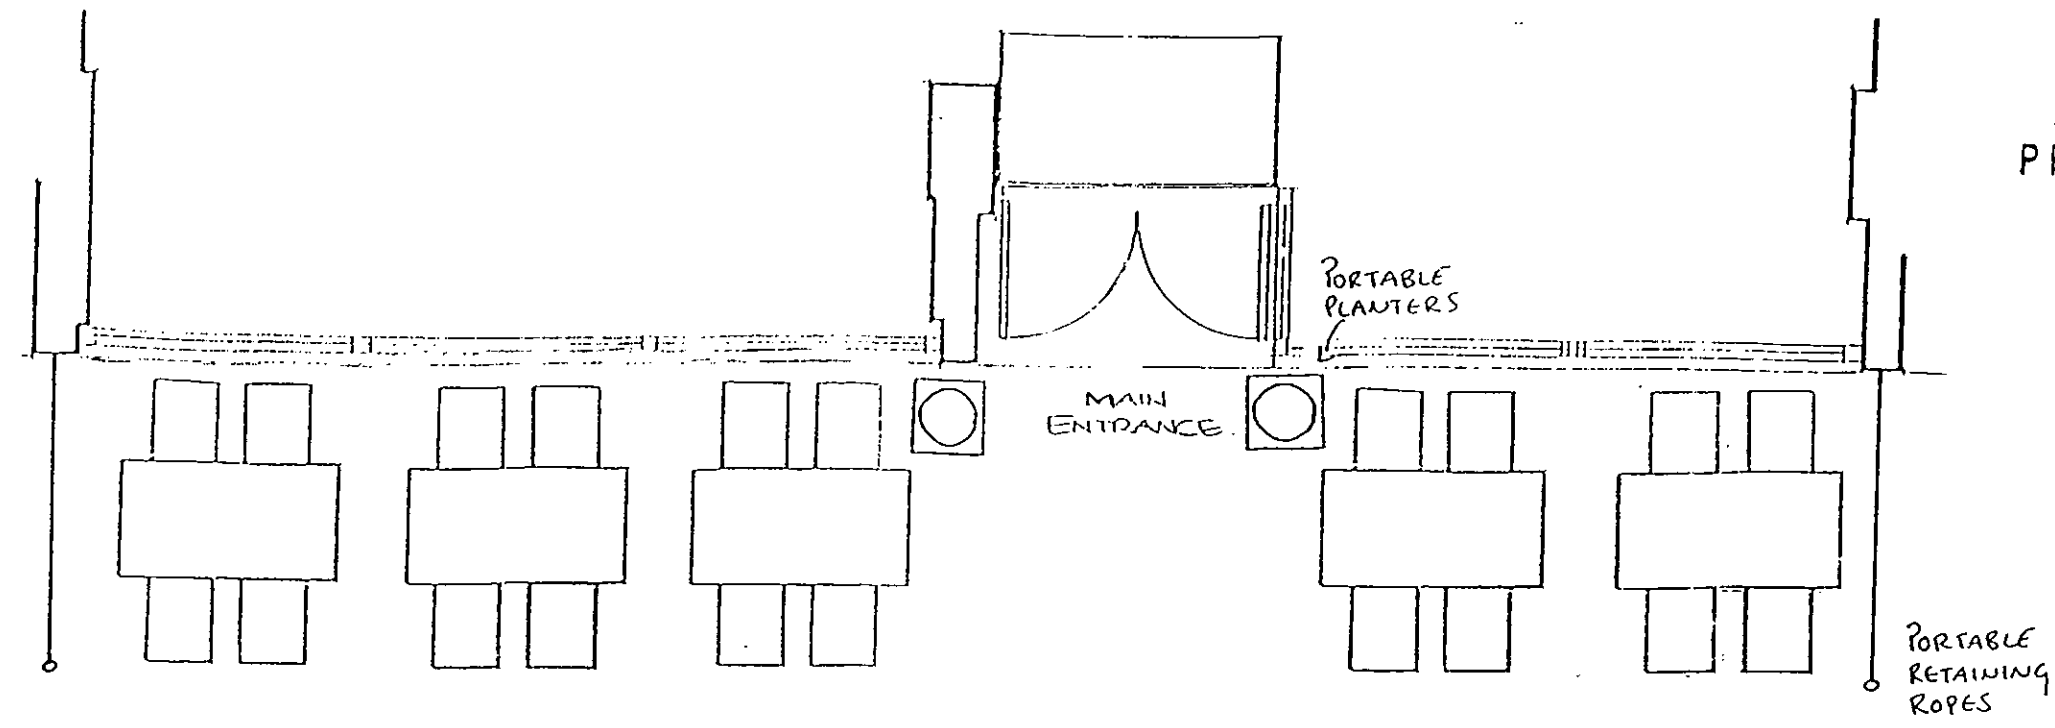 PORTABLE
PLANTERS
MAIN
ENTRANCE.
PORTABLE
RETAINING
ROPES